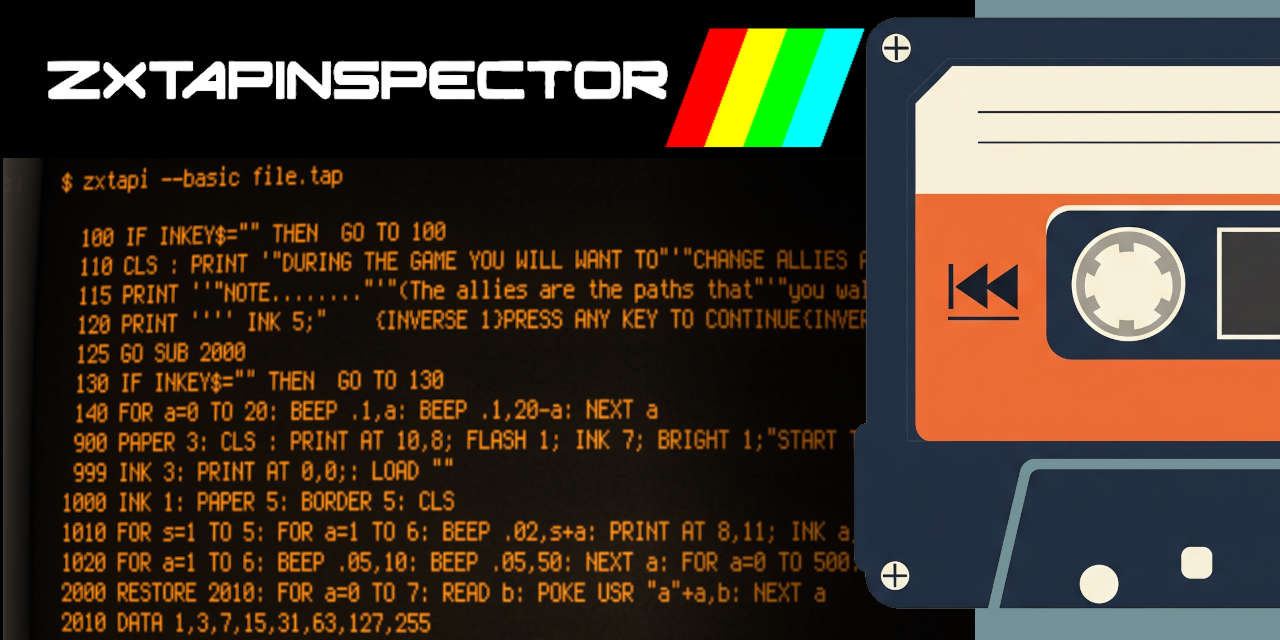 ZXTAPINSPECTOR
$ zxtapi --basic file.tap
100 IF INKEY$="" THEN  GO TO 100
110 CLS : PRINT '"DURING THE GAME YOU WILL WANT TO"'"CHANGE ALLIES
115 PRINT ''"NOTE........"'"(The allies are the paths that"'"you
120 PRINT '''' INK 5;"    {INVERSE 1}PRESS ANY KEY TO CONTINUE{INVER
125 GO SUB 2000
130 IF INKEY$="" THEN  GO TO 130
140 FOR a=0 TO 20: BEEP .1,a: BEEP .1,20-a: NEXT a
900 PAPER 3: CLS : PRINT AT 10,8; FLASH 1; INK 7; BRIGHT 1;"START
999 INK 3: PRINT AT 0,0;: LOAD ""
1000 INK 1: PAPER 5: BORDER 5: CLS
1010 FOR s=1 TO 5: FOR a=1 TO 6: BEEP .02,s+a: PRINT AT 8,11; INK a;
1020 FOR a=1 TO 6: BEEP .05,10: BEEP .05,50: NEXT a: FOR a=0 TO 500:
2000 RESTORE 2010: FOR a=0 TO 7: READ b: POKE USR "a"+a,b: NEXT a
2010 DATA 1,3,7,15,31,63,127,255